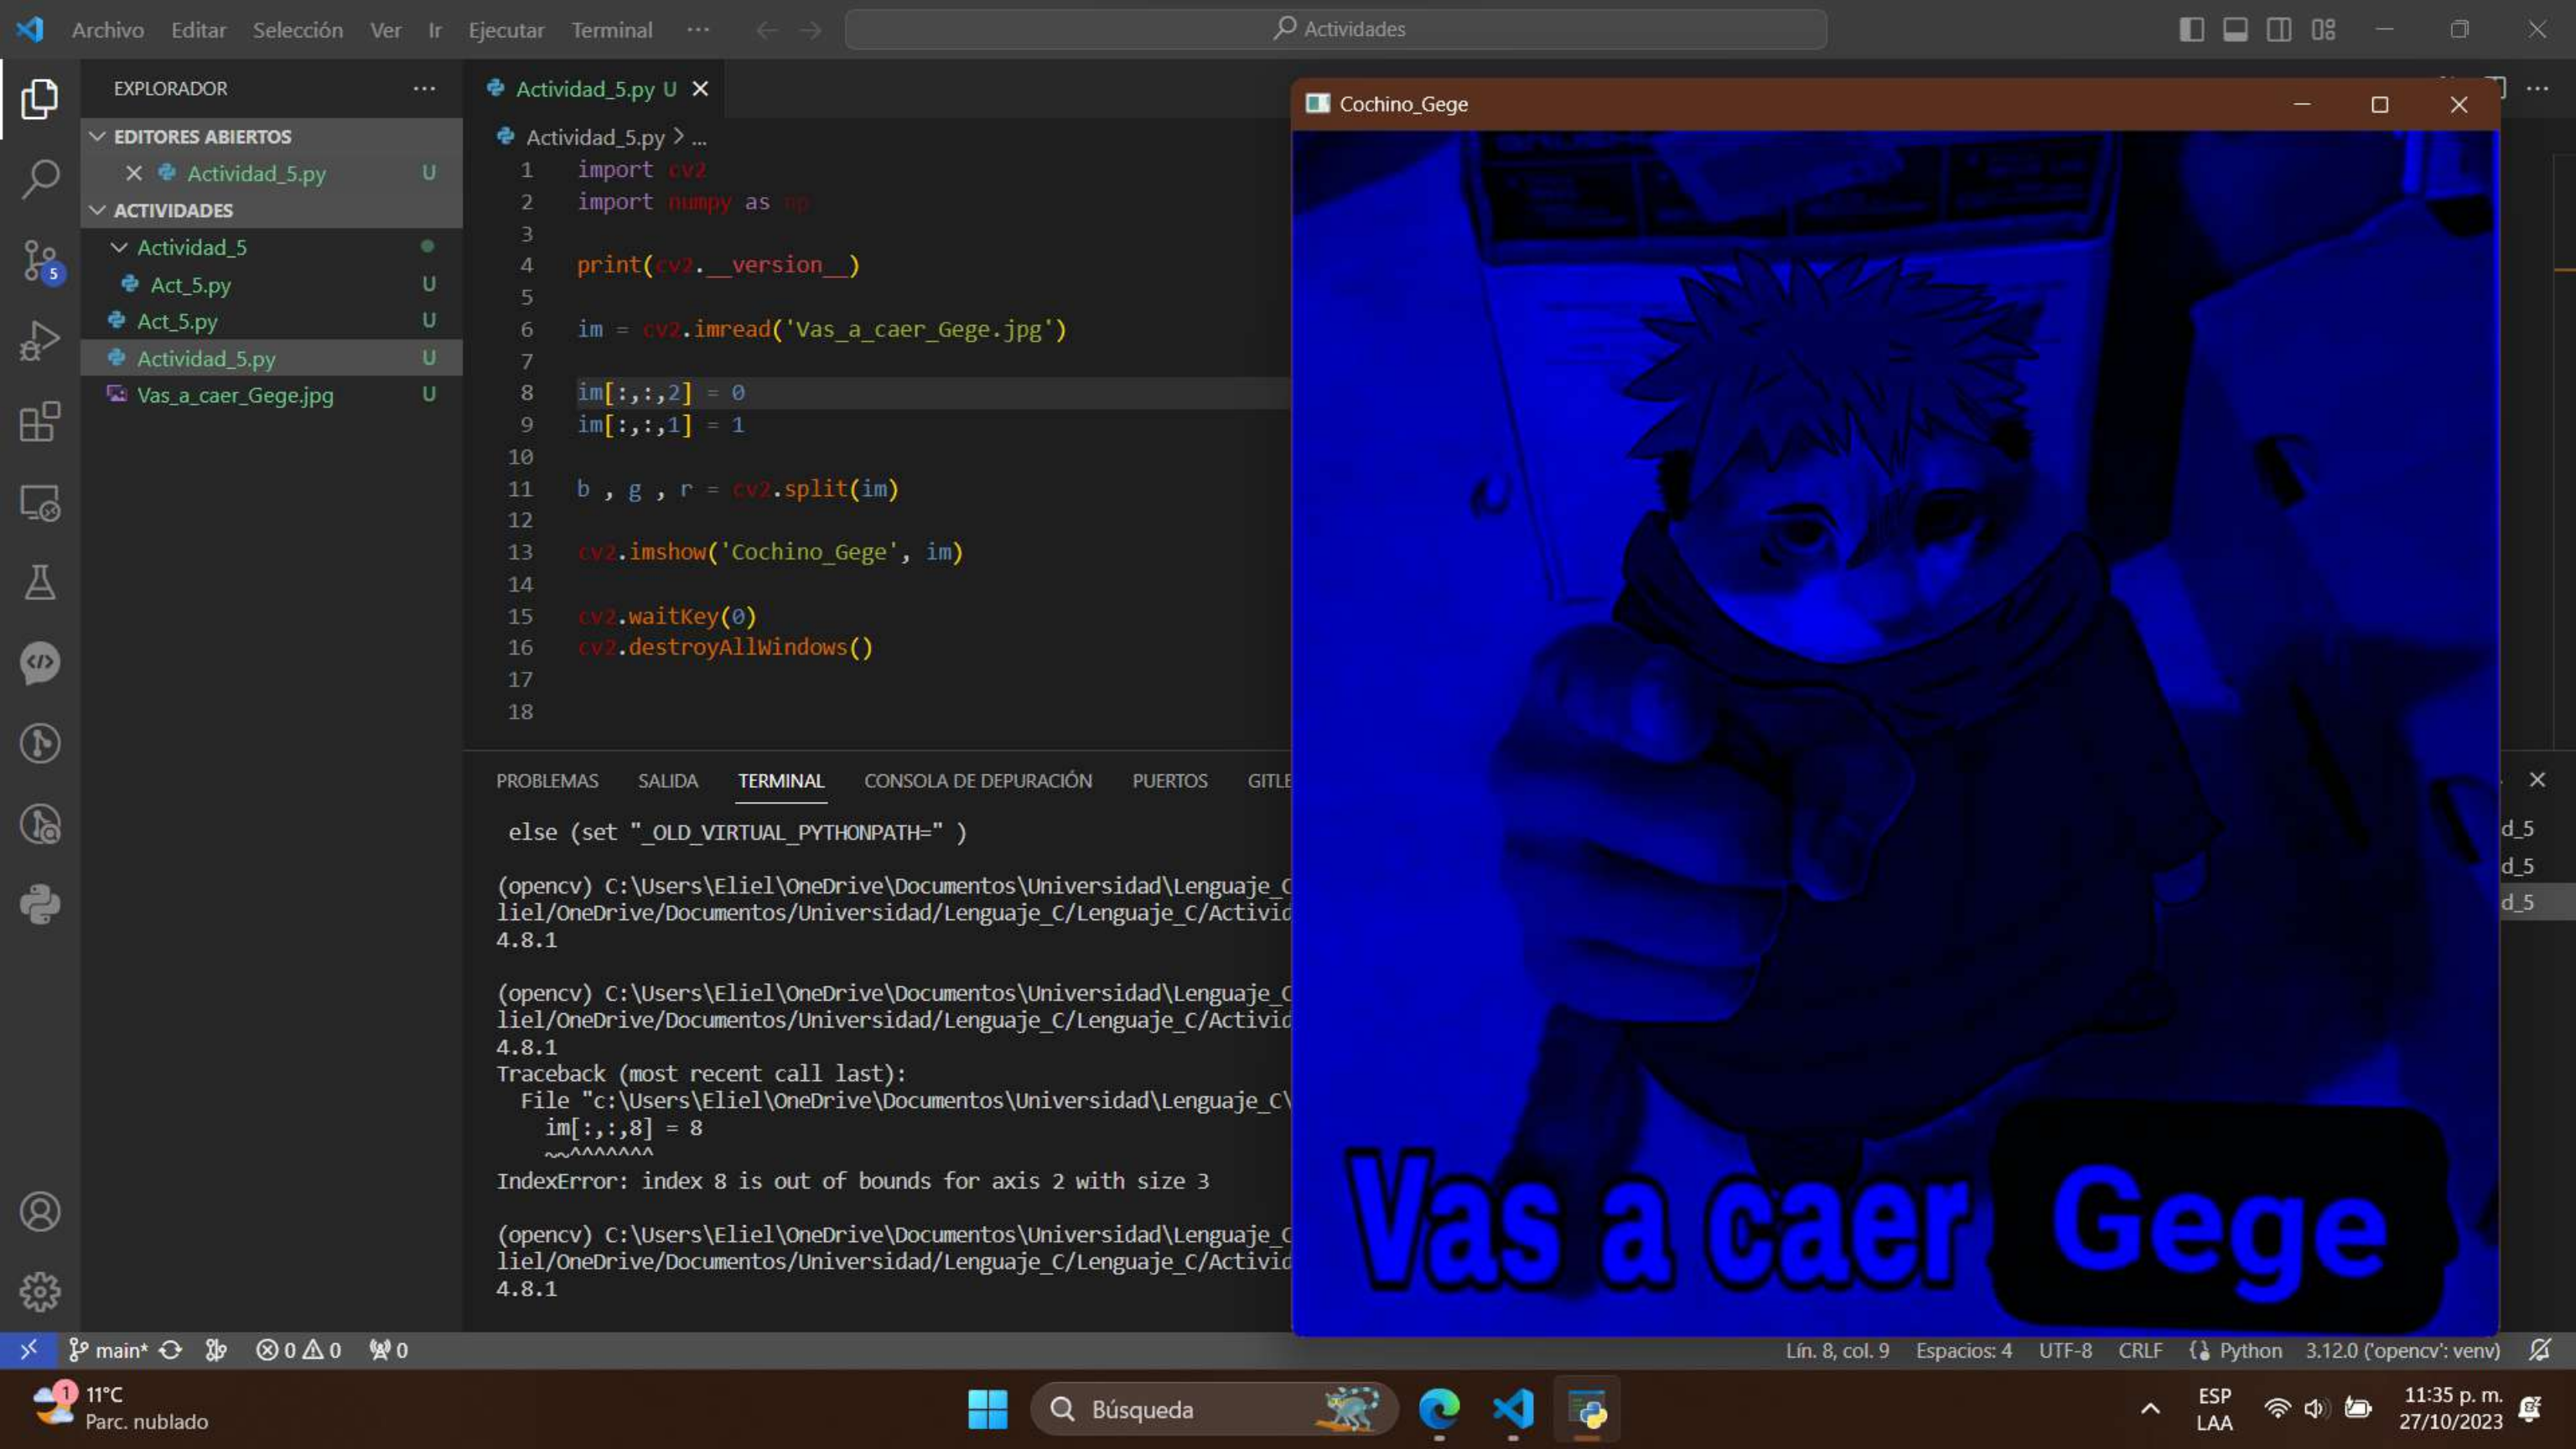 Archivo Editar Selección Ver Ir Ejecutar Terminal ··· Actividades
EXPLORADOR ···
EDITORES ABIERTOS
Actividad_5.py U
ACTIVIDADES
Actividad_5
Act_5.py U
Act_5.py U
Actividad_5.py U
Vas_a_caer_Gege.jpg U
5
Actividad_5.py U
Actividad_5.py > ...
1 import cv2
2 import numpy as np
3
4 print(cv2.__version__)
5
6 im = cv2.imread('Vas_a_caer_Gege.jpg')
7
8 im[:,:,2] = 0
9 im[:,:,1] = 1
10
11 b , g , r = cv2.split(im)
12
13 cv2.imshow('Cochino_Gege', im)
14
15 cv2.waitKey(0)
16 cv2.destroyAllWindows()
17
18
PROBLEMAS SALIDA TERMINAL CONSOLA DE DEPURACIÓN PUERTOS GITLE
else (set "_OLD_VIRTUAL_PYTHONPATH=" )
(opencv) C:\Users\Eliel\OneDrive\Documentos\Universidad\Lenguaje_C
liel/OneDrive/Documentos/Universidad/Lenguaje_C/Lenguaje_C/Activid
4.8.1
(opencv) C:\Users\Eliel\OneDrive\Documentos\Universidad\Lenguaje_C
liel/OneDrive/Documentos/Universidad/Lenguaje_C/Lenguaje_C/Activid
4.8.1
Traceback (most recent call last):
File "c:\Users\Eliel\OneDrive\Documentos\Universidad\Lenguaje_C\
im[:,:,8] = 8
~~^^^^^^^
IndexError: index 8 is out of bounds for axis 2 with size 3
(opencv) C:\Users\Eliel\OneDrive\Documentos\Universidad\Lenguaje_C
liel/OneDrive/Documentos/Universidad/Lenguaje_C/Lenguaje_C/Activid
4.8.1
Cochino_Gege
Vas a caer Gege
d_5
d_5
d_5
main* 0 0 0 Lín. 8, col. 9 Espacios: 4 UTF-8 CRLF Python 3.12.0 ('opencv': venv)
1
11°C
Parc. nublado
Búsqueda
ESP
LAA
11:35 p. m.
27/10/2023